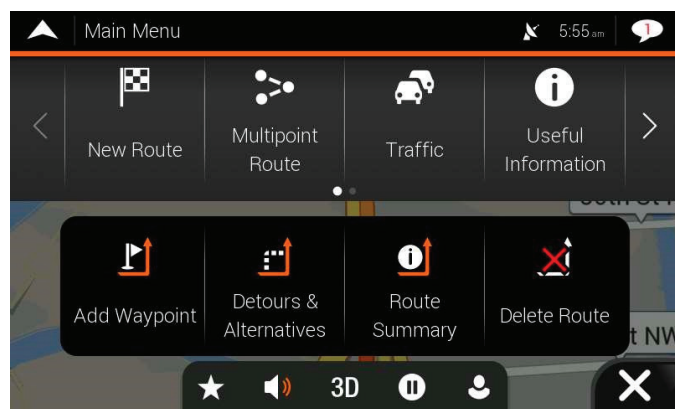 Main Menu
5:55 am
1
New Route
Multipoint
Route
Traffic
Useful
Information
Add Waypoint
Detours &
Alternatives
Route
Summary
Delete Route
t NW
3D